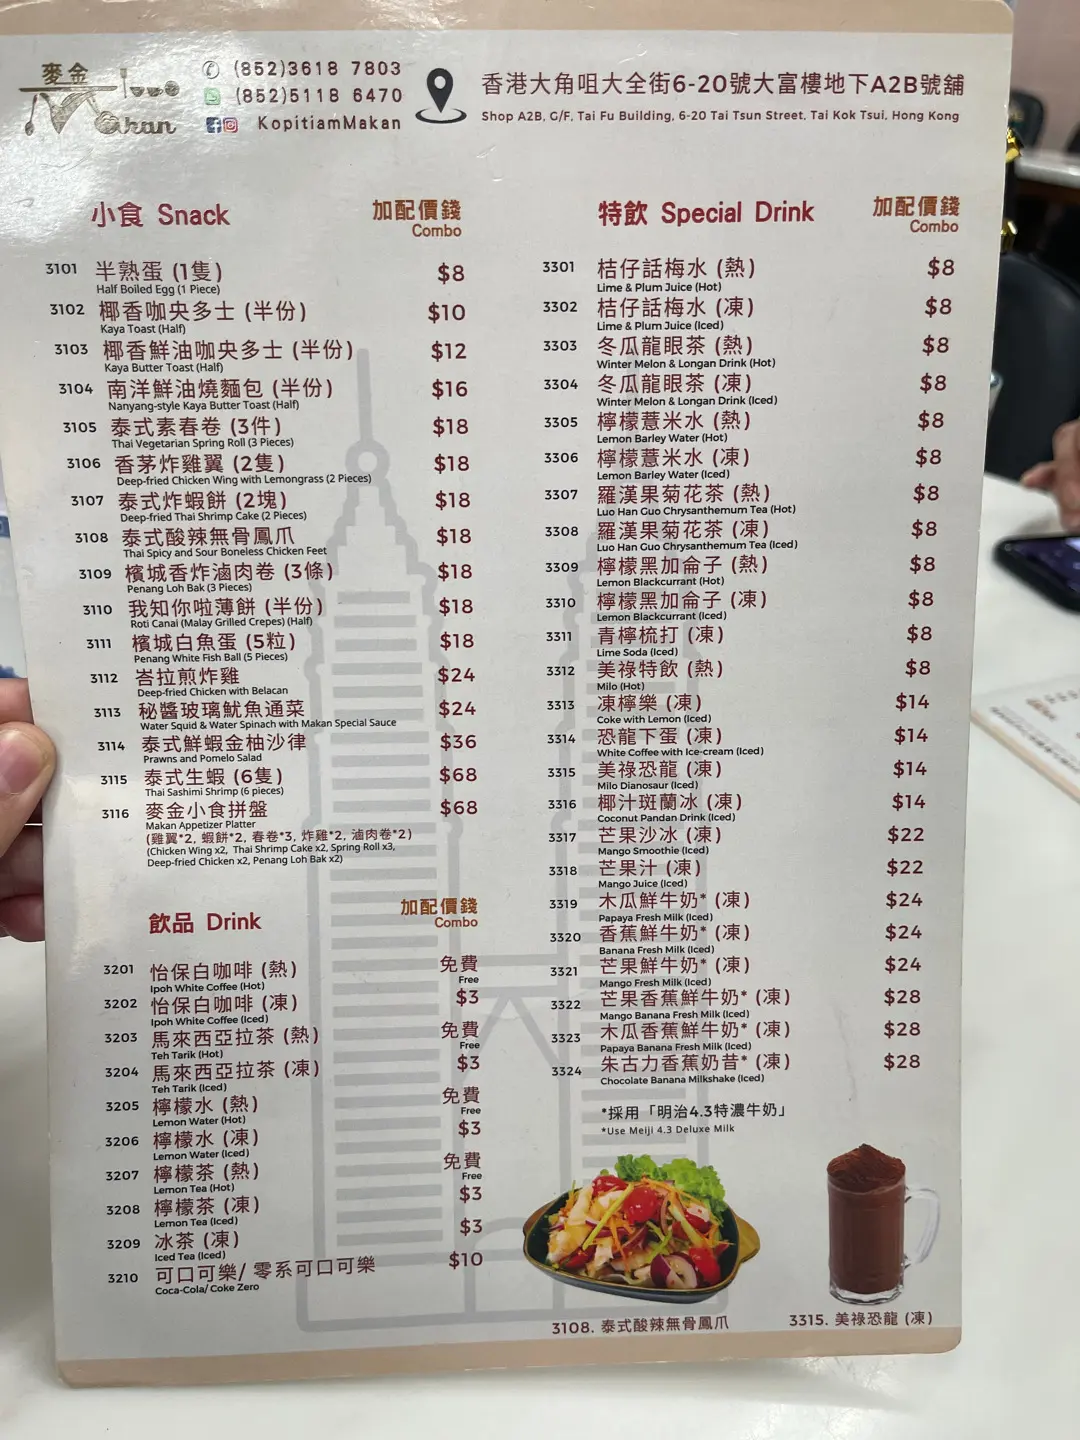 麥金
Love
Makan
(852)3618 7803
(852)5118 6470
KopitiamMakan
香港大角咀大全街6-20號大富樓地下A2B號舖
Shop A2B, G/F, Tai Fu Building, 6-20 Tai Tsun Street, Tai Kok Tsui, Hong Kong
小食 Snack
加配價錢
Combo
3101 半熟蛋 (1隻) $8
Half Boiled Egg (1 Piece)
3102 椰香咖央多士 (半份) $10
Kaya Toast (Half)
3103 椰香鮮油咖央多士 (半份) $12
Kaya Butter Toast (Half)
3104 南洋鮮油燒麵包 (半份) $16
Nanyang-style Kaya Butter Toast (Half)
3105 泰式素春卷 (3件) $18
Thai Vegetarian Spring Roll (3 Pieces)
3106 香茅炸雞翼 (2隻) $18
Deep-fried Chicken Wing with Lemongrass (2 Pieces)
3107 泰式炸蝦餅 (2塊) $18
Deep-fried Thai Shrimp Cake (2 Pieces)
3108 泰式酸辣無骨鳳爪 $18
Thai Spicy and Sour Boneless Chicken Feet
3109 檳城香炸滷肉卷 (3條) $18
Penang Loh Bak (3 Pieces)
3110 我知你啦薄餅 (半份) $18
Roti Canai (Malay Grilled Crepes) (Half)
3111 檳城白魚蛋 (5粒) $18
Penang White Fish Ball (5 Pieces)
3112 峇拉煎炸雞 $24
Deep-fried Chicken with Belacan
3113 秘醬玻璃魷魚通菜 $24
Water Squid & Water Spinach with Makan Special Sauce
3114 泰式鮮蝦金柚沙律 $36
Prawns and Pomelo Salad
3115 泰式生蝦 (6隻) $68
Thai Sashimi Shrimp (6 pieces)
3116 麥金小食拼盤 $68
Makan Appetizer Platter
(雞翼*2, 蝦餅*2, 春卷*3, 炸雞*2, 滷肉卷*2)
(Chicken Wing x2, Thai Shrimp Cake x2, Spring Roll x3,
Deep-fried Chicken x2, Penang Loh Bak x2)
飲品 Drink
加配價錢
Combo
3201 怡保白咖啡 (熱) 免費
Ipoh White Coffee (Hot) Free
3202 怡保白咖啡 (凍) $3
Ipoh White Coffee (Iced)
3203 馬來西亞拉茶 (熱) 免費
Teh Tarik (Hot) Free
3204 馬來西亞拉茶 (凍) $3
Teh Tarik (Iced)
3205 檸檬水 (熱) 免費
Lemon Water (Hot) Free
3206 檸檬水 (凍) $3
Lemon Water (Iced)
3207 檸檬茶 (熱) 免費
Lemon Tea (Hot) Free
3208 檸檬茶 (凍) $3
Lemon Tea (Iced)
3209 冰茶 (凍) $3
Iced Tea (Iced)
3210 可口可樂/ 零系可口可樂 $10
Coca-Cola/ Coke Zero
特飲 Special Drink
加配價錢
Combo
3301 桔仔話梅水 (熱) $8
Lime & Plum Juice (Hot)
3302 桔仔話梅水 (凍) $8
Lime & Plum Juice (Iced)
3303 冬瓜龍眼茶 (熱) $8
Winter Melon & Longan Drink (Hot)
3304 冬瓜龍眼茶 (凍) $8
Winter Melon & Longan Drink (Iced)
3305 檸檬薏米水 (熱) $8
Lemon Barley Water (Hot)
3306 檸檬薏米水 (凍) $8
Lemon Barley Water (Iced)
3307 羅漢果菊花茶 (熱) $8
Luo Han Guo Chrysanthemum Tea (Hot)
3308 羅漢果菊花茶 (凍) $8
Luo Han Guo Chrysanthemum Tea (Iced)
3309 檸檬黑加侖子 (熱) $8
Lemon Blackcurrant (Hot)
3310 檸檬黑加侖子 (凍) $8
Lemon Blackcurrant (Iced)
3311 青檸梳打 (凍) $8
Lime Soda (Iced)
3312 美祿特飲 (熱) $8
Milo (Hot)
3313 凍檸樂 (凍) $14
Coke with Lemon (Iced)
3314 恐龍下蛋 (凍) $14
White Coffee with Ice-cream (Iced)
3315 美祿恐龍 (凍) $14
Milo Dianosaur (Iced)
3316 椰汁斑蘭冰 (凍) $14
Coconut Pandan Drink (Iced)
3317 芒果沙冰 (凍) $22
Mango Smoothie (Iced)
3318 芒果汁 (凍) $22
Mango Juice (Iced)
3319 木瓜鮮牛奶* (凍) $24
Papaya Fresh Milk (Iced)
3320 香蕉鮮牛奶* (凍) $24
Banana Fresh Milk (Iced)
3321 芒果鮮牛奶* (凍) $24
Mango Fresh Milk (Iced)
3322 芒果香蕉鮮牛奶* (凍) $28
Mango Banana Fresh Milk (Iced)
3323 木瓜香蕉鮮牛奶* (凍) $28
Papaya Banana Fresh Milk (Iced)
3324 朱古力香蕉奶昔* (凍) $28
Chocolate Banana Milkshake (Iced)
*採用「明治4.3特濃牛奶」
*Use Meiji 4.3 Deluxe Milk
3108. 泰式酸辣無骨鳳爪
3315. 美祿恐龍 (凍)